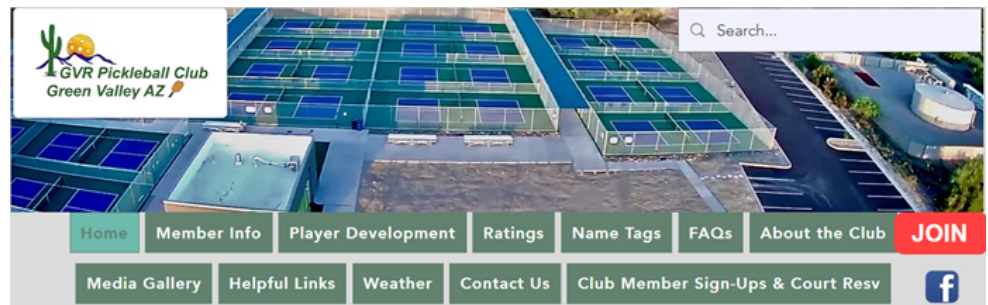 GVR Pickleball Club
Green Valley AZ
Search...
Home Member Info Player Development Ratings Name Tags FAQs About the Club JOIN
Media Gallery Helpful Links Weather Contact Us Club Member Sign-Ups & Court Resv
f